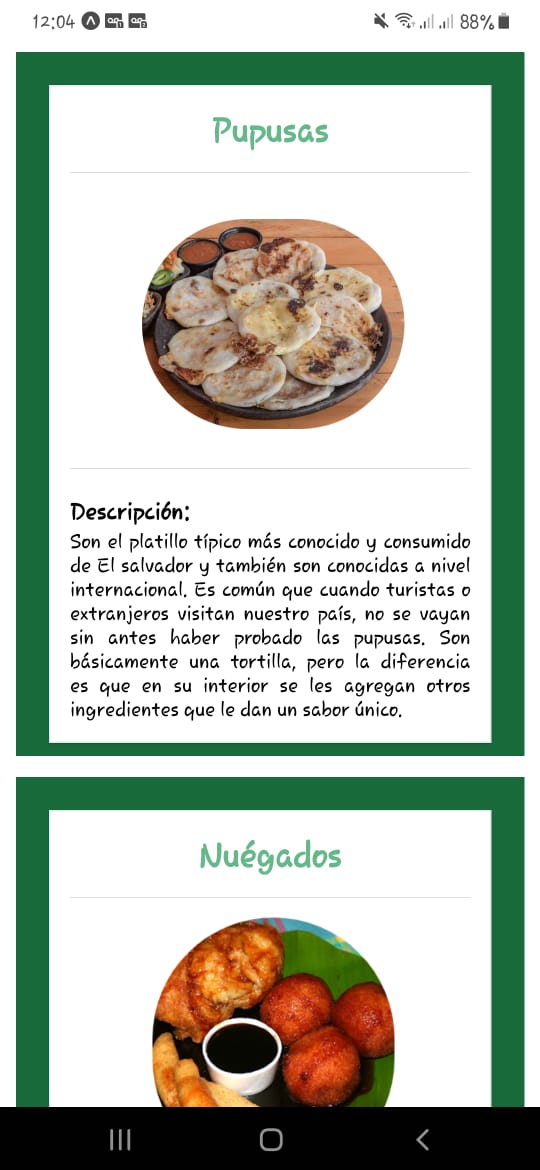 12:04
88%
Pupusas
Descripción:
Son el platillo típico más conocido y consumido
de El salvador y también son conocidas a nivel
internacional. Es común que cuando turistas o
extranjeros visitan nuestro país, no se vayan
sin antes haber probado las pupusas. Son
básicamente una tortilla, pero la diferencia
es que en su interior se les agregan otros
ingredientes que le dan un sabor único.
Nuégados